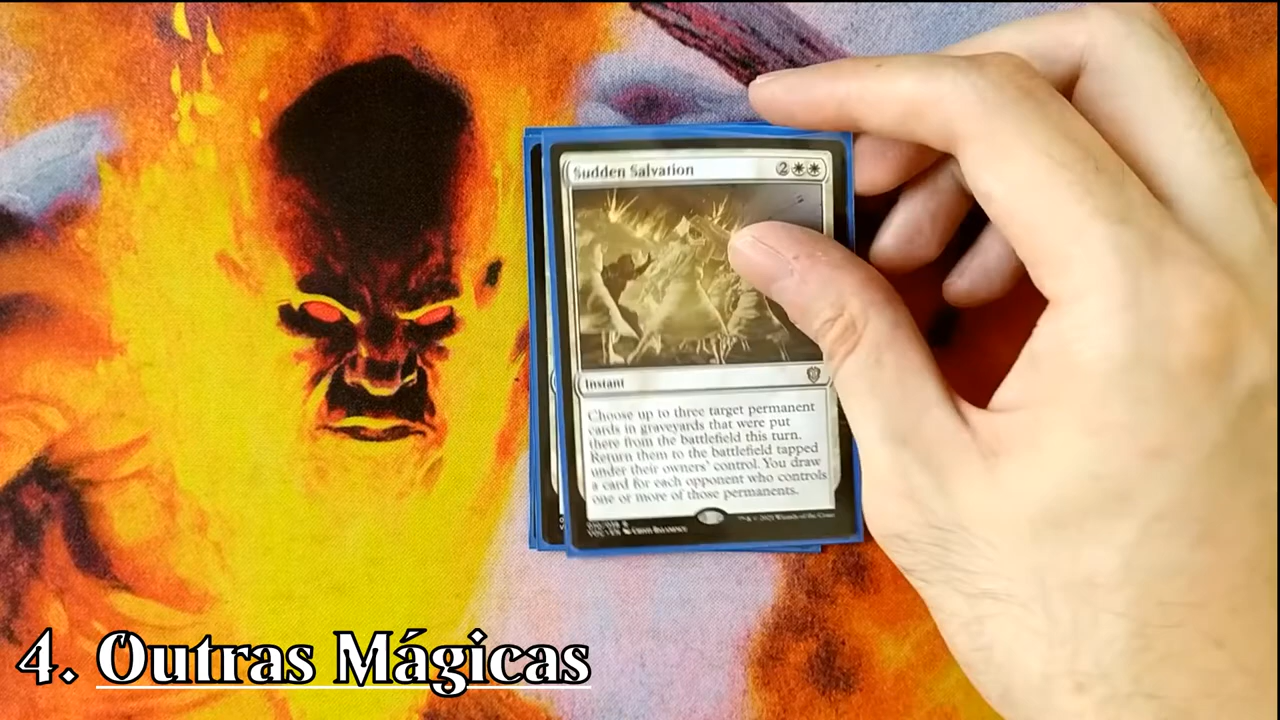 Sudden Salvation 2
Instant
Choose up to three target permanent
cards in graveyards that were put
there from the battlefield this turn.
Return them to the battlefield tapped
under their owners' control. You draw
a card for each opponent who controls
one or more of those permanents.
4. Outras Mágicas